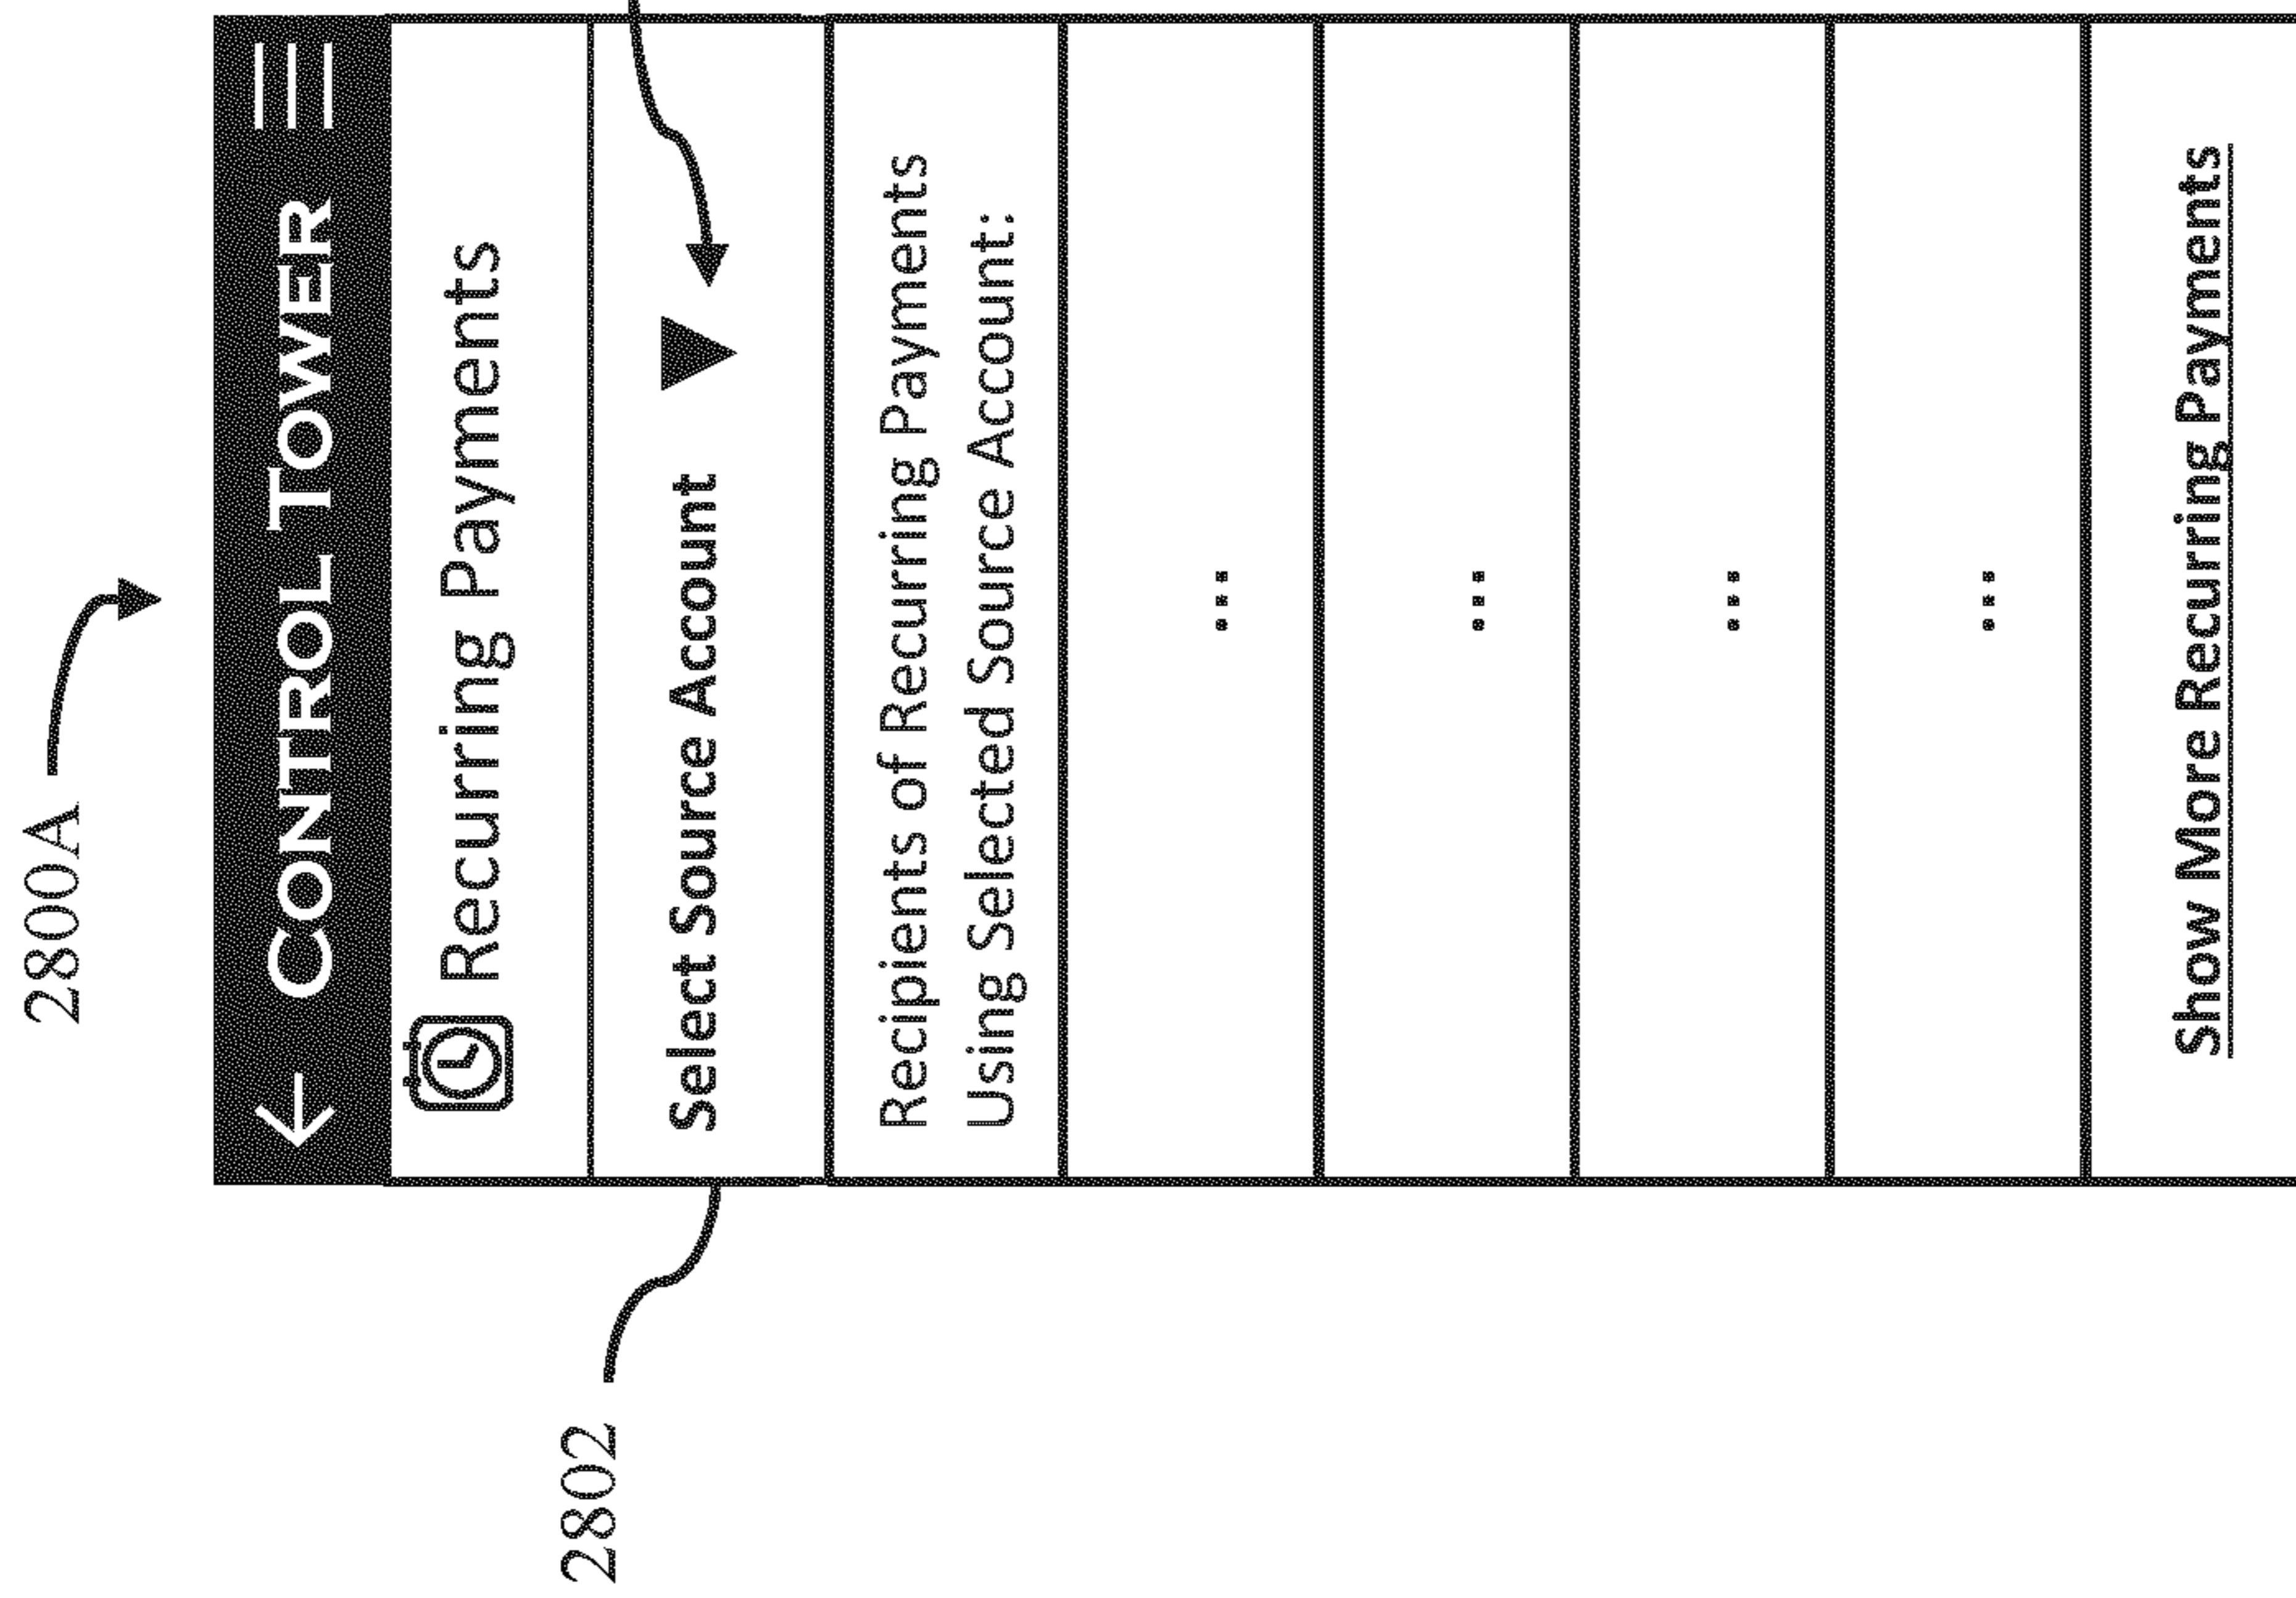 2800A
CONTROL TOWER
Recurring Payments
2802
Select Source Account
Recipients of Recurring Payments
Using Selected Source Account:
...
...
...
...
Show More Recurring Payments